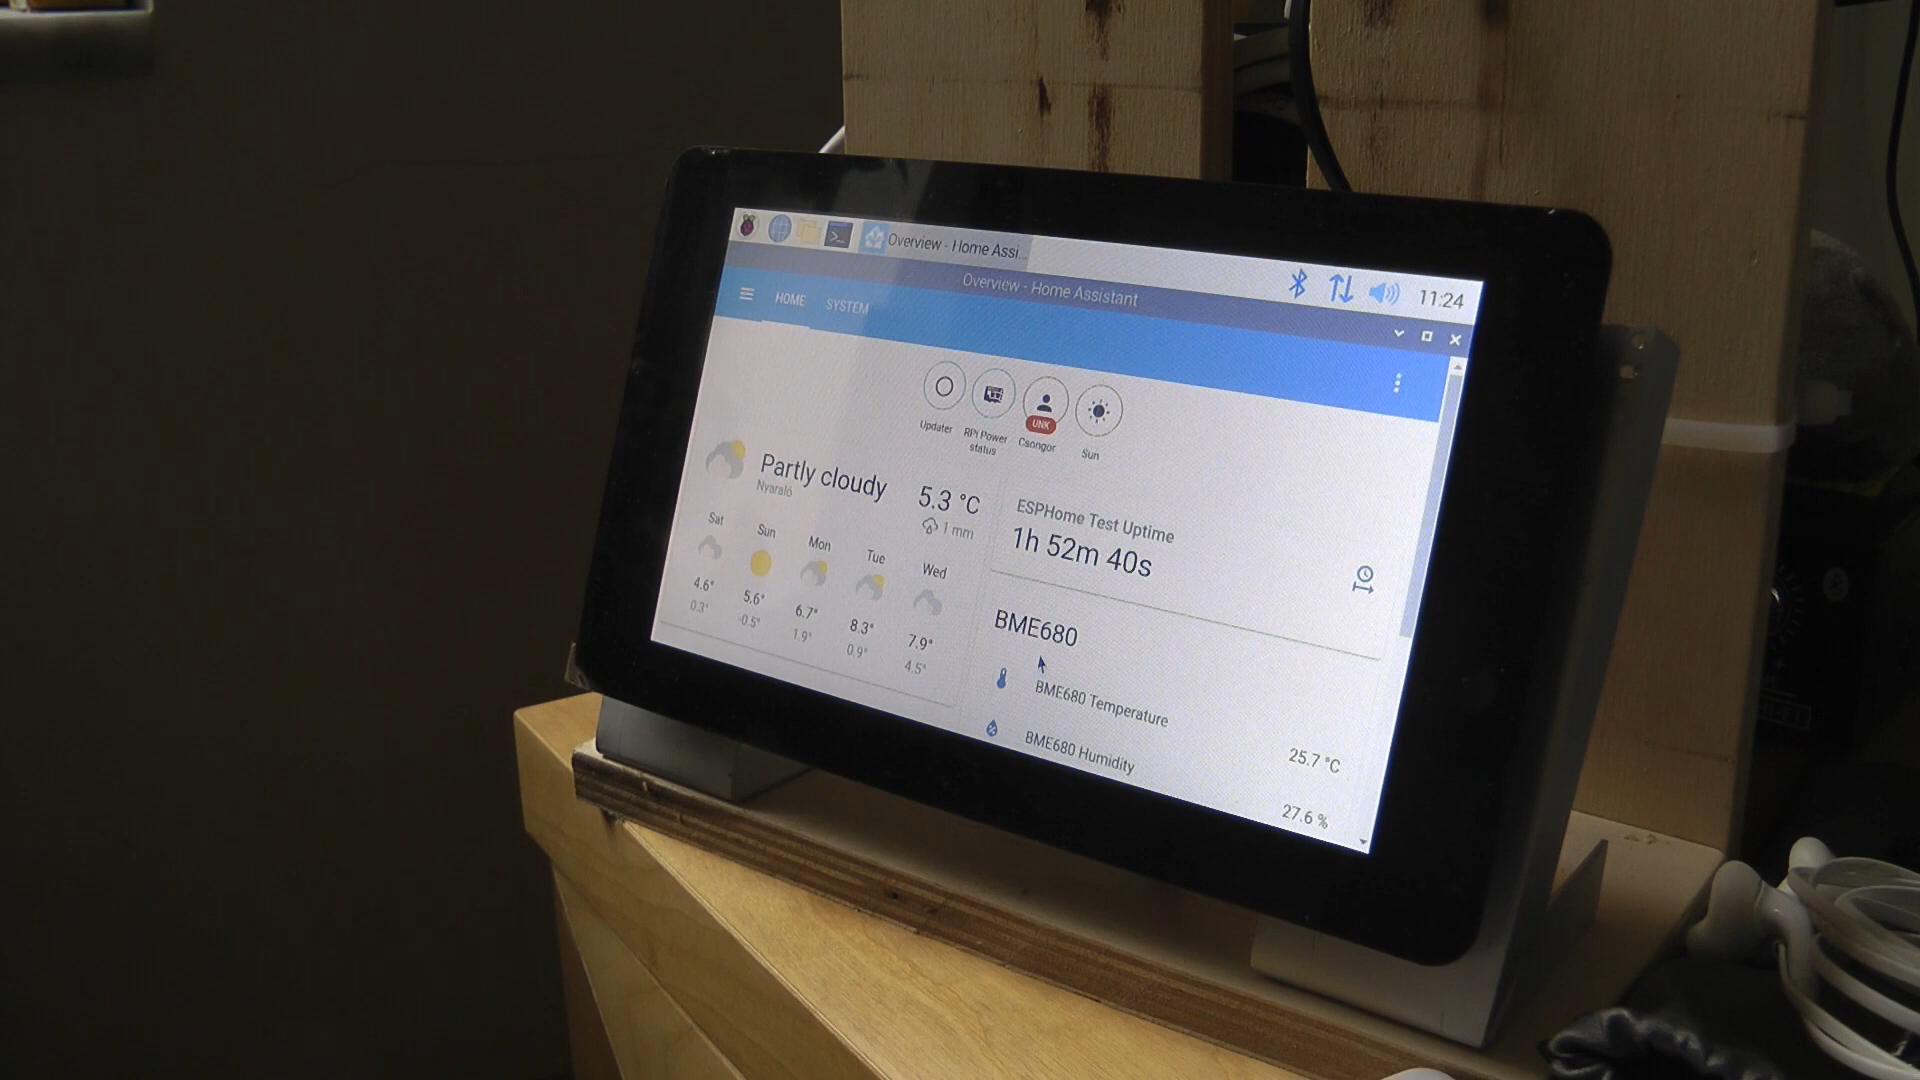 Overview - Home Assi...
11:24
Overview - Home Assistant
HOME SYSTEM
UNK
Updater
RPi Power status
Csongor
Sun
Partly cloudy
Nyaraló
5.3 °C
1 mm
Sat Sun Mon Tue Wed
4.6° 5.6° 6.7° 8.3° 7.9°
0.3° -0.5° 1.9° 0.9° 4.5°
ESPHome Test Uptime
1h 52m 40s
BME680
BME680 Temperature
25.7 °C
BME680 Humidity
27.6 %